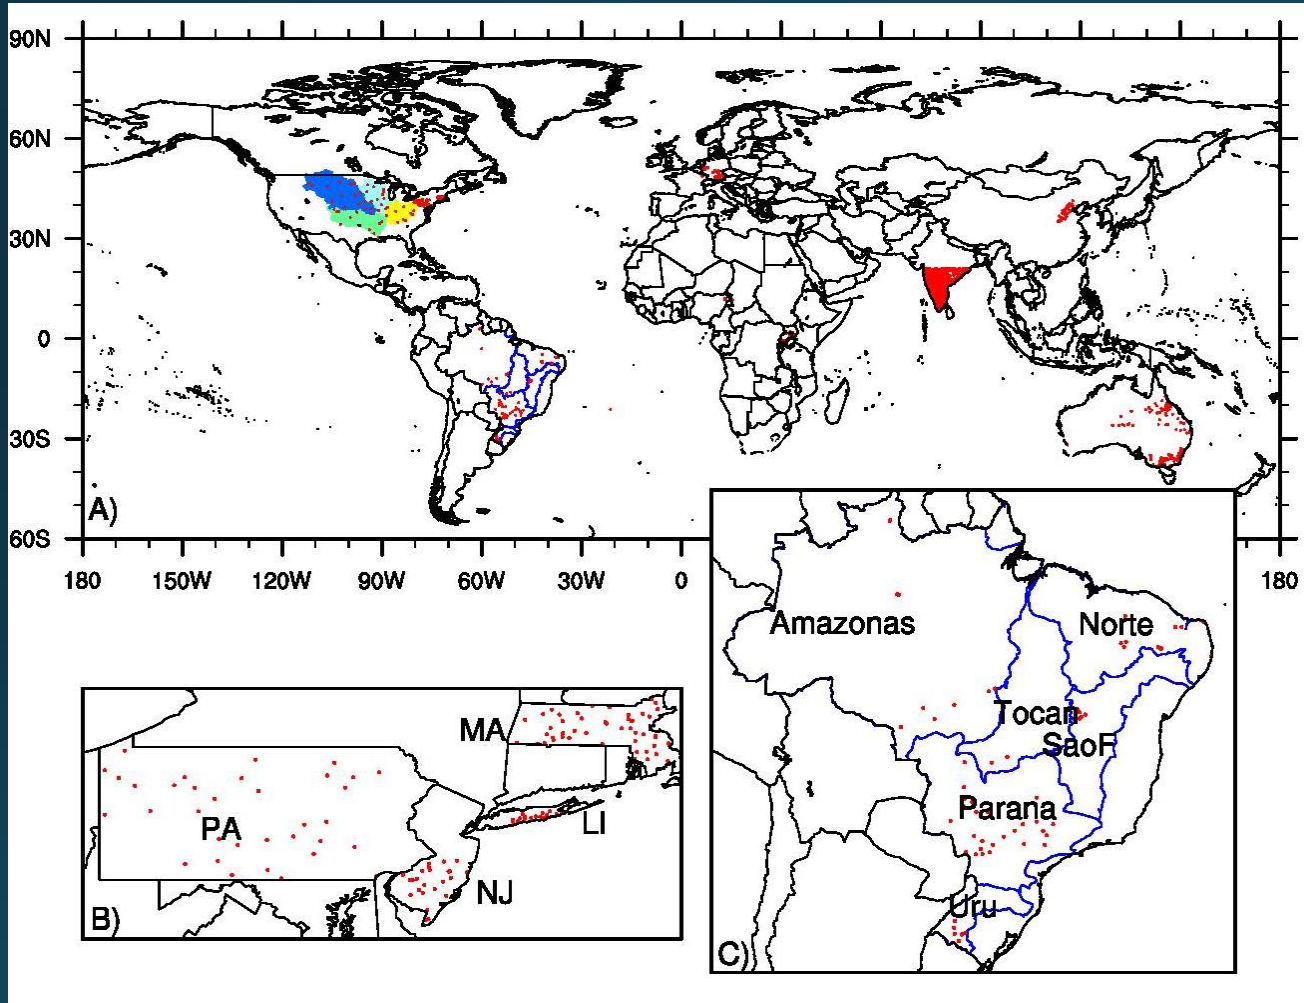 90N
60N
30N
0
30S
60S
A)
180 150W 120W 90W 60W 30W 0 180
Amazonas
Norte
Tocan
SaoF
Parana
Uru
C)
MA
PA
LI
NJ
B)